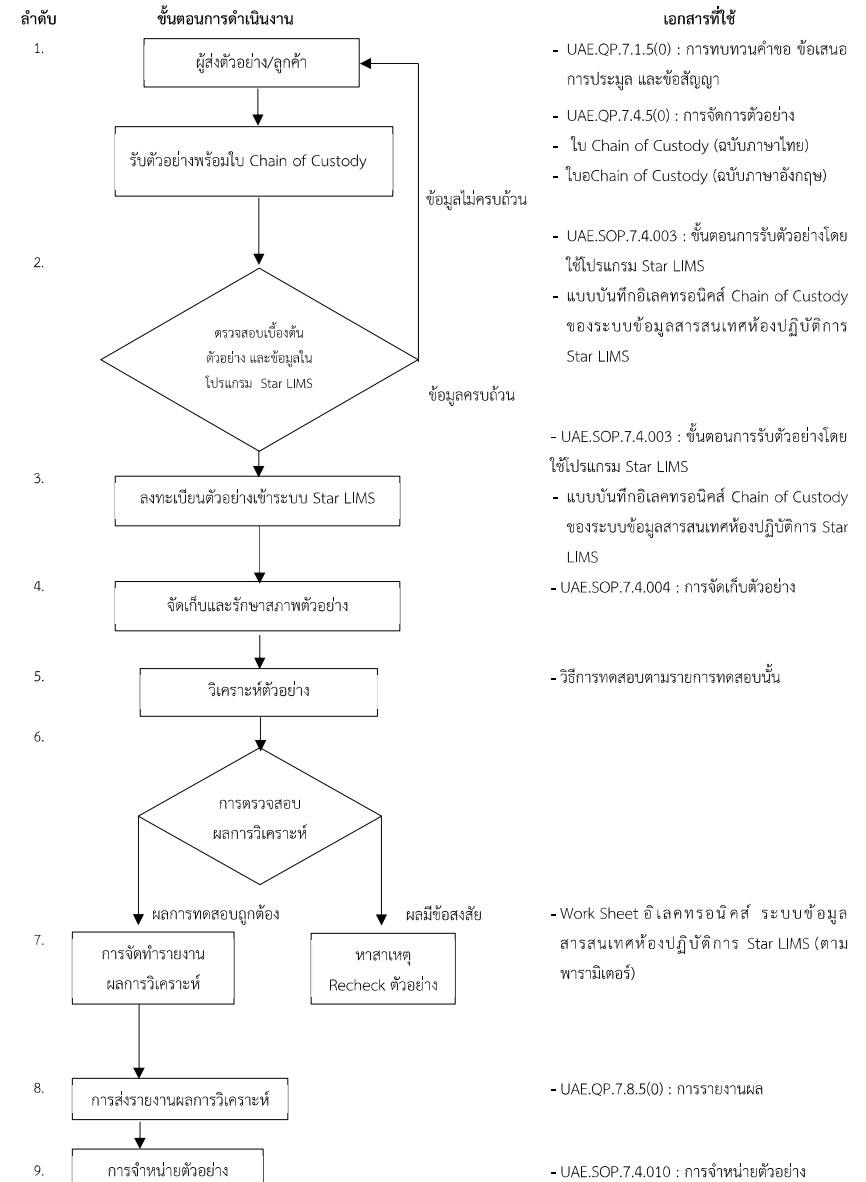 ลำดับ ขั้นตอนการดำเนินงาน เอกสารที่ใช้
1.
ผู้ส่งตัวอย่าง/ลูกค้า
- UAE.QP.7.1.5(0) : การทบทวนคำขอ ข้อเสนอ
การประมูล และข้อสัญญา
รับตัวอย่างพร้อมใบ Chain of Custody
- UAE.QP.7.4.5(0) : การจัดการตัวอย่าง
- ใบ Chain of Custody (ฉบับภาษาไทย)
- ใบอChain of Custody (ฉบับภาษาอังกฤษ)
ข้อมูลไม่ครบถ้วน
2.
ตรวจสอบเบื้องต้น
ตัวอย่าง และข้อมูลใน
โปรแกรม Star LIMS
- UAE.SOP.7.4.003 : ขั้นตอนการรับตัวอย่างโดย
ใช้โปรแกรม Star LIMS
- แบบบันทึกอิเลคทรอนิคส์ Chain of Custody
ของระบบข้อมูลสารสนเทศห้องปฏิบัติการ
Star LIMS
ข้อมูลครบถ้วน
3.
ลงทะเบียนตัวอย่างเข้าระบบ Star LIMS
- UAE.SOP.7.4.003 : ขั้นตอนการรับตัวอย่างโดย
ใช้โปรแกรม Star LIMS
- แบบบันทึกอิเลคทรอนิคส์ Chain of Custody
ของระบบข้อมูลสารสนเทศห้องปฏิบัติการ Star
LIMS
4.
จัดเก็บและรักษาสภาพตัวอย่าง
- UAE.SOP.7.4.004 : การจัดเก็บตัวอย่าง
5.
วิเคราะห์ตัวอย่าง
- วิธีการทดสอบตามรายการทดสอบนั้น
6.
การตรวจสอบ
ผลการวิเคราะห์
ผลการทดสอบถูกต้อง
ผลมีข้อสงสัย
7.
การจัดทำรายงาน
ผลการวิเคราะห์
หาสาเหตุ
Recheck ตัวอย่าง
- Work Sheet อิเลคทรอนิคส์ ระบบข้อมูล
สารสนเทศห้องปฏิบัติการ Star LIMS (ตาม
พารามิเตอร์)
8.
การส่งรายงานผลการวิเคราะห์
- UAE.QP.7.8.5(0) : การรายงานผล
9.
การจำหน่ายตัวอย่าง
- UAE.SOP.7.4.010 : การจำหน่ายตัวอย่าง